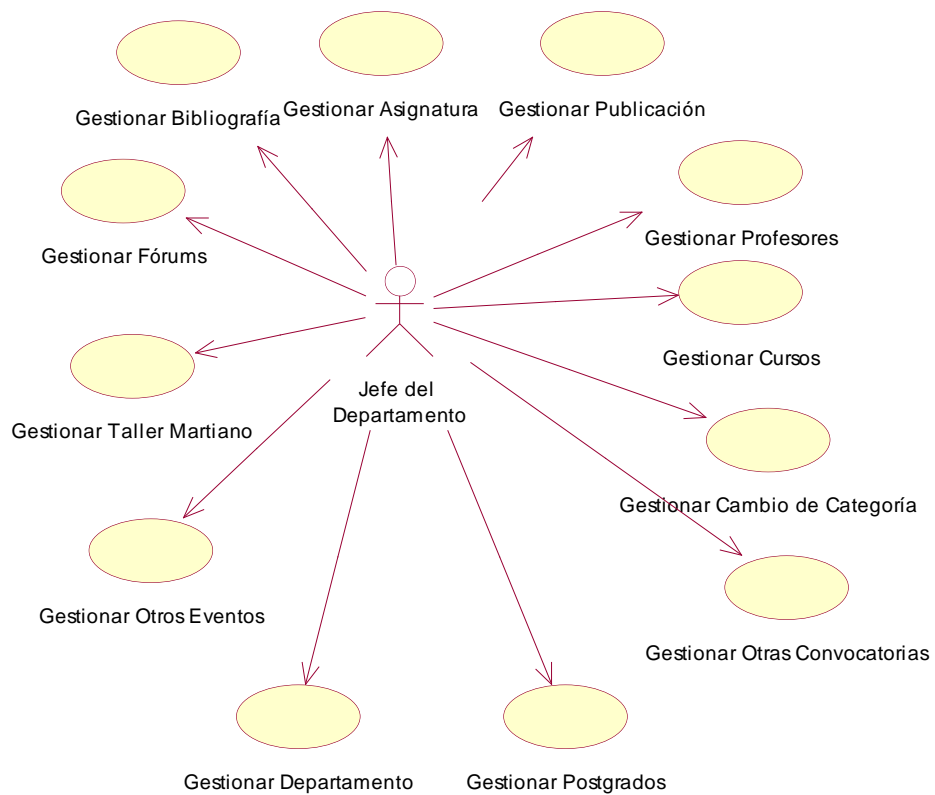 Gestionar Bibliografía
Gestionar Asignatura
Gestionar Publicación
Gestionar Fórums
Gestionar Profesores
Gestionar Cursos
Jefe del
Departamento
Gestionar Taller Martiano
Gestionar Cambio de Categoría
Gestionar Otros Eventos
Gestionar Otras Convocatorias
Gestionar Departamento
Gestionar Postgrados